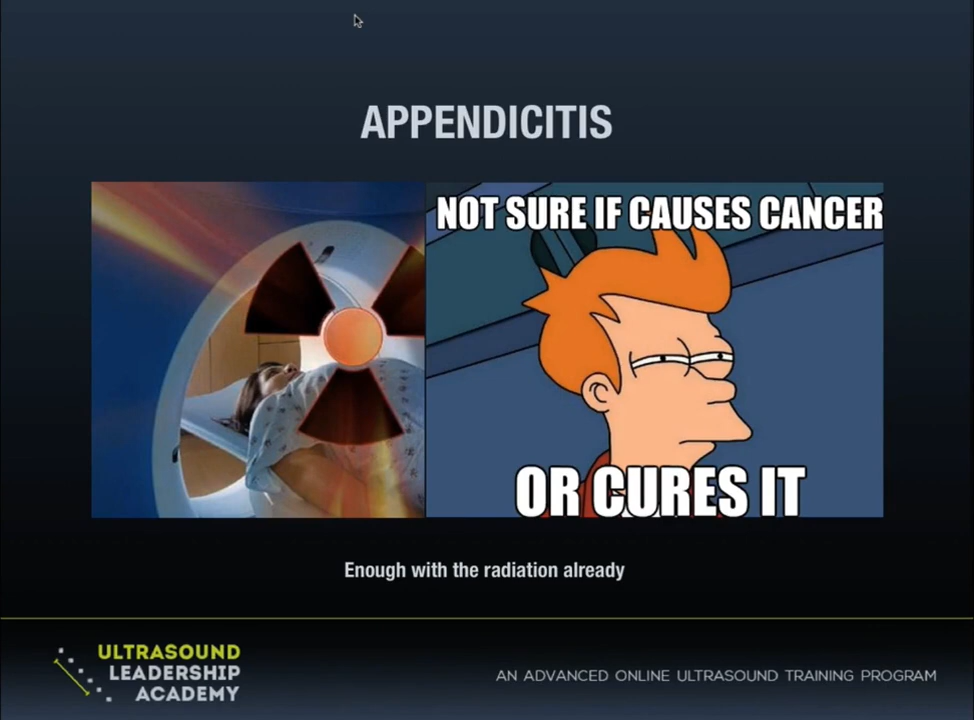 APPENDICITIS
NOT SURE IF CAUSES CANCER
OR CURES IT
Enough with the radiation already
ULTRASOUND
LEADERSHIP
ACADEMY
AN ADVANCED ONLINE ULTRASOUND TRAINING PROGRAM